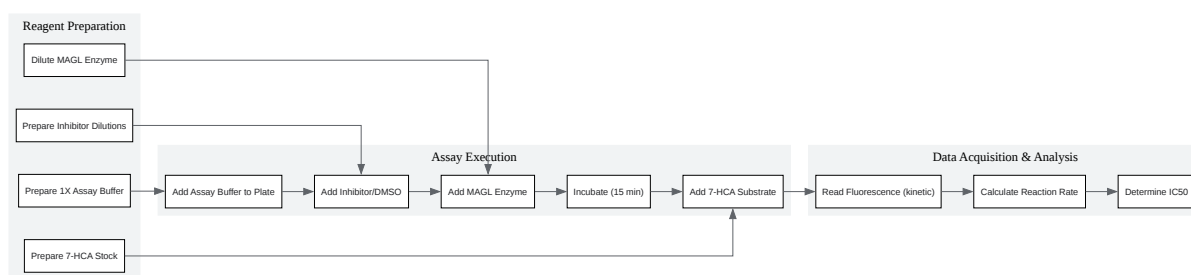 Reagent Preparation
Dilute MAGL Enzyme
Prepare Inhibitor Dilutions
Prepare 1X Assay Buffer
Prepare 7-HCA Stock
Assay Execution
Add Assay Buffer to Plate
Add Inhibitor/DMSO
Add MAGL Enzyme
Incubate (15 min)
Add 7-HCA Substrate
Data Acquisition & Analysis
Read Fluorescence (kinetic)
Calculate Reaction Rate
Determine IC50